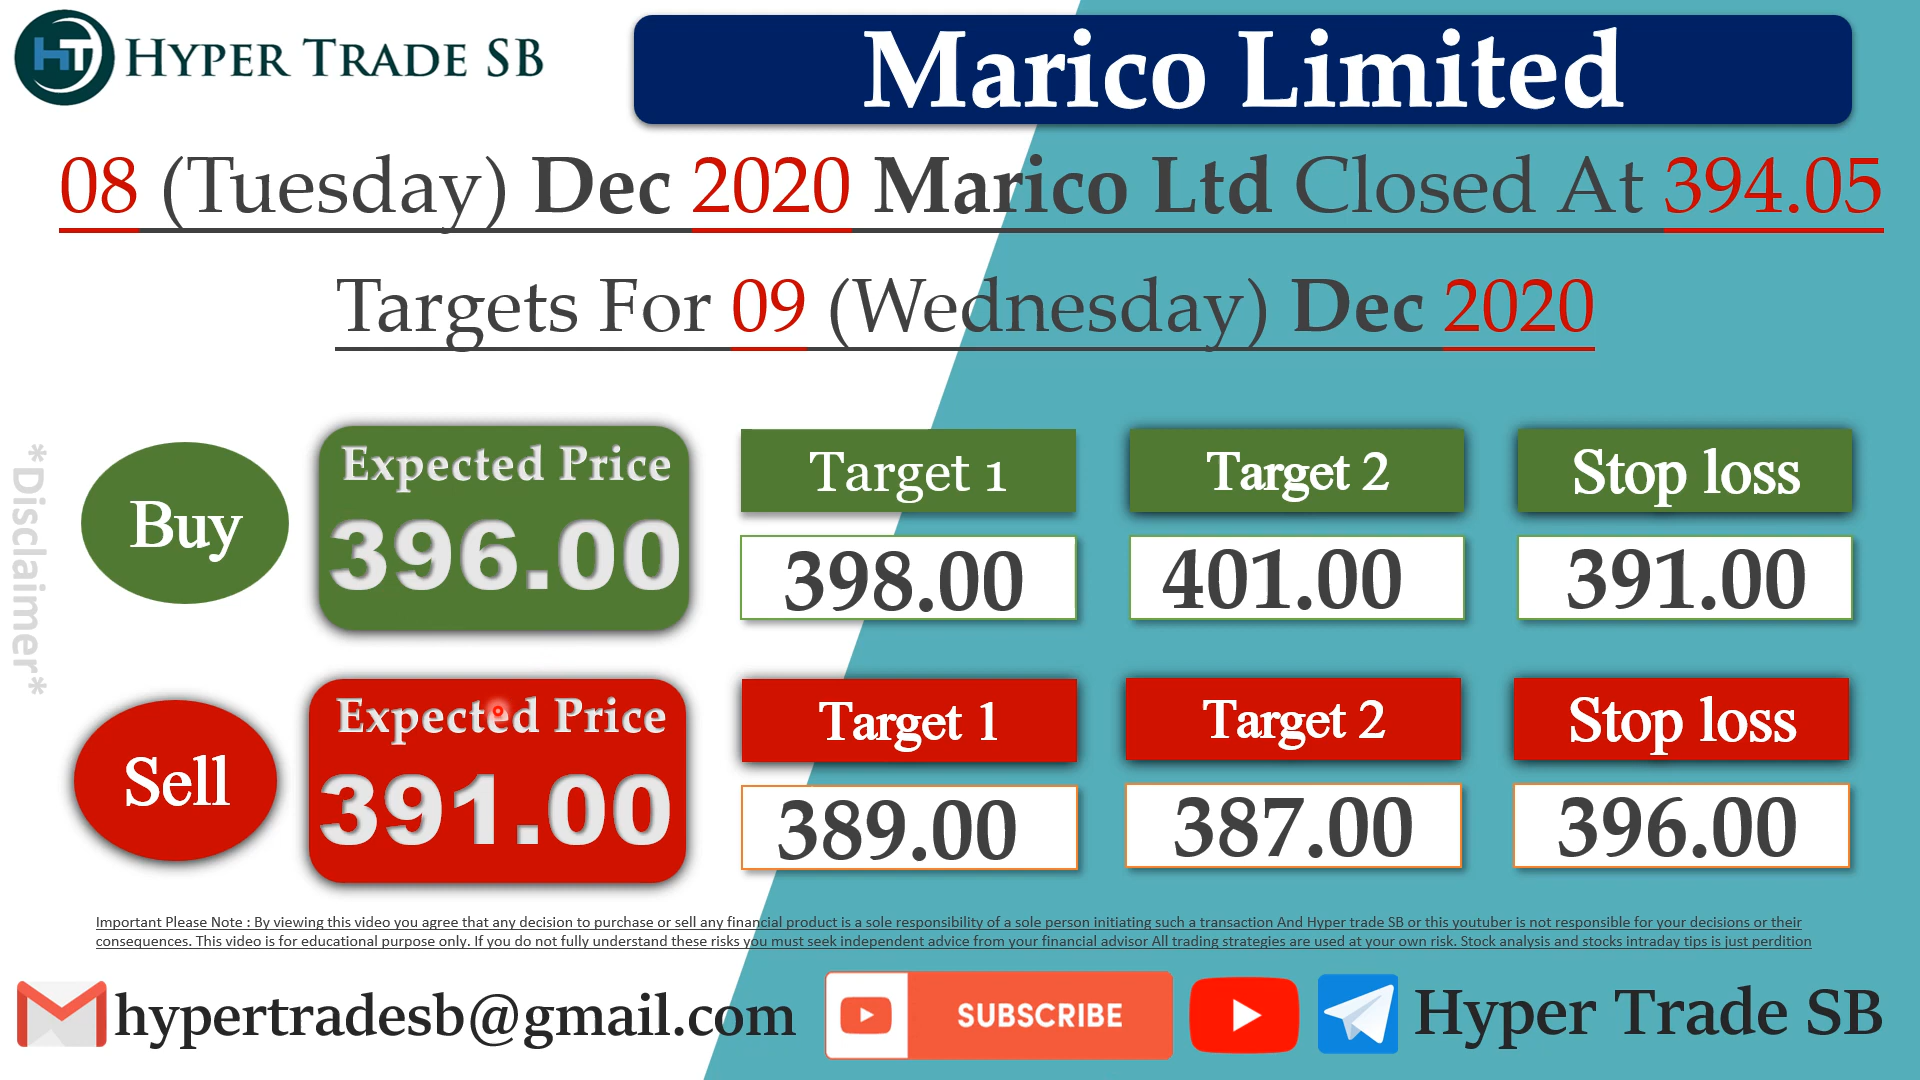 HT HYPER TRADE SB
Marico Limited
08 (Tuesday) Dec 2020 Marico Ltd Closed At 394.05
Targets For 09 (Wednesday) Dec 2020
*Disclaimer*
Buy
Expected Price
396.00
Target 1
398.00
Target 2
401.00
Stop loss
391.00
Sell
Expected Price
391.00
Target 1
389.00
Target 2
387.00
Stop loss
396.00
Important Please Note : By viewing this video you agree that any decision to purchase or sell any financial product is a sole responsibility of a sole person initiating such a transaction And Hyper trade SB or this youtuber is not responsible for your decisions or their
consequences. This video is for educational purpose only. If you do not fully understand these risks you must seek independent advice from your financial advisor All trading strategies are used at your own risk. Stock analysis and stocks intraday tips is just perdition
hypertradesb@gmail.com
SUBSCRIBE
Hyper Trade SB